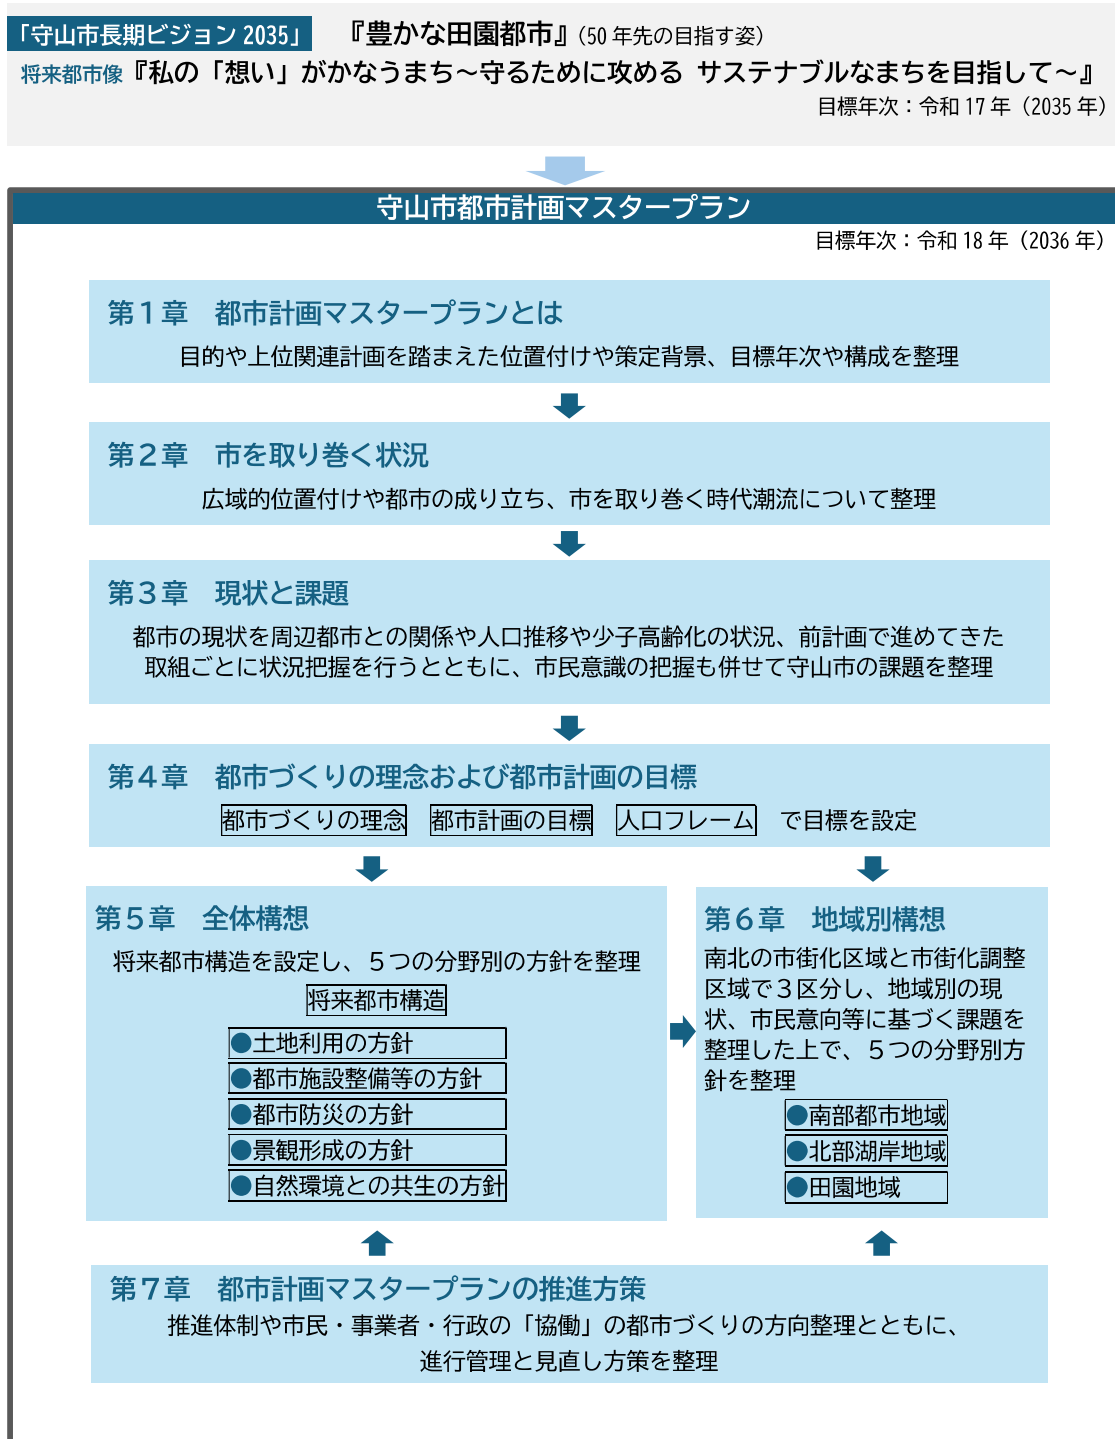 「守山市長期ビジョン 2035」 『豊かな田園都市』（50 年先の目指す姿）
将来都市像『私の「想い」がかなうまち～守るために攻める サステナブルなまちを目指して～』
目標年次：令和 17 年（2035 年）
守山市都市計画マスタープラン
目標年次：令和 18 年（2036 年）
第１章　都市計画マスタープランとは
目的や上位関連計画を踏まえた位置付けや策定背景、目標年次や構成を整理
第２章　市を取り巻く状況
広域的位置付けや都市の成り立ち、市を取り巻く時代潮流について整理
第３章　現状と課題
都市の現状を周辺都市との関係や人口推移や少子高齢化の状況、前計画で進めてきた
取組ごとに状況把握を行うとともに、市民意識の把握も併せて守山市の課題を整理
第４章　都市づくりの理念および都市計画の目標
都市づくりの理念　都市計画の目標　人口フレーム　で目標を設定
第５章　全体構想
将来都市構造を設定し、５つの分野別の方針を整理
将来都市構造
●土地利用の方針
●都市施設整備等の方針
●都市防災の方針
●景観形成の方針
●自然環境との共生の方針
第６章　地域別構想
南北の市街化区域と市街化調整
区域で３区分し、地域別の現
状、市民意向等に基づく課題を
整理した上で、５つの分野別方
針を整理
●南部都市地域
●北部湖岸地域
●田園地域
第７章　都市計画マスタープランの推進方策
推進体制や市民・事業者・行政の「協働」の都市づくりの方向整理とともに、
進行管理と見直し方策を整理